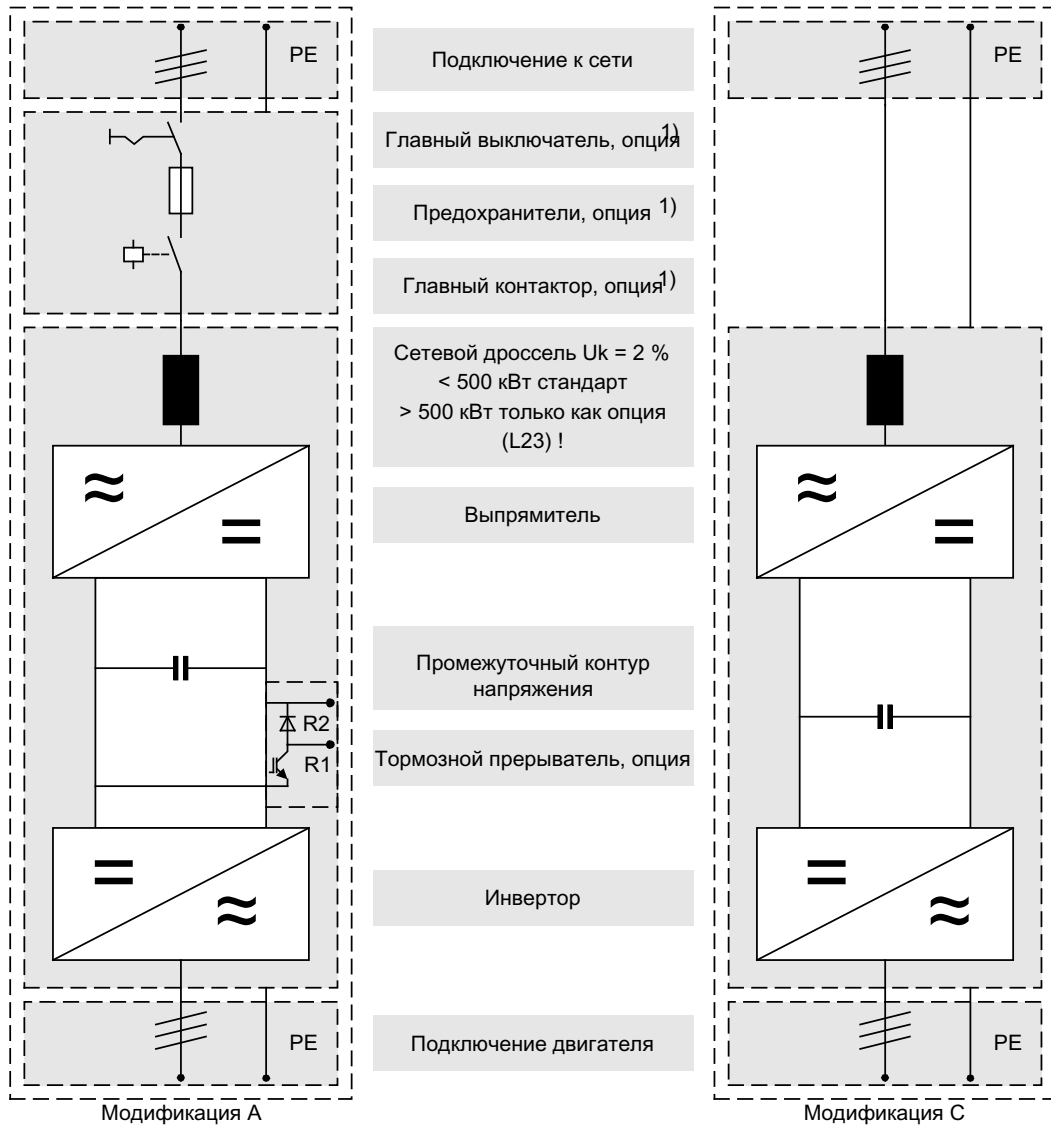 PE
Подключение к сети
PE
Главный выключатель, опция 1)
Предохранители, опция 1)
Главный контактор, опция 1)
Сетевой дроссель Uk = 2 %
< 500 кВт стандарт
> 500 кВт только как опция
(L23) !
≈
=
Выпрямитель
≈
=
Промежуточный контур
напряжения
R2
R1
Тормозной прерыватель, опция
=
≈
Инвертор
=
≈
PE
Подключение двигателя
PE
Модификация A
Модификация C